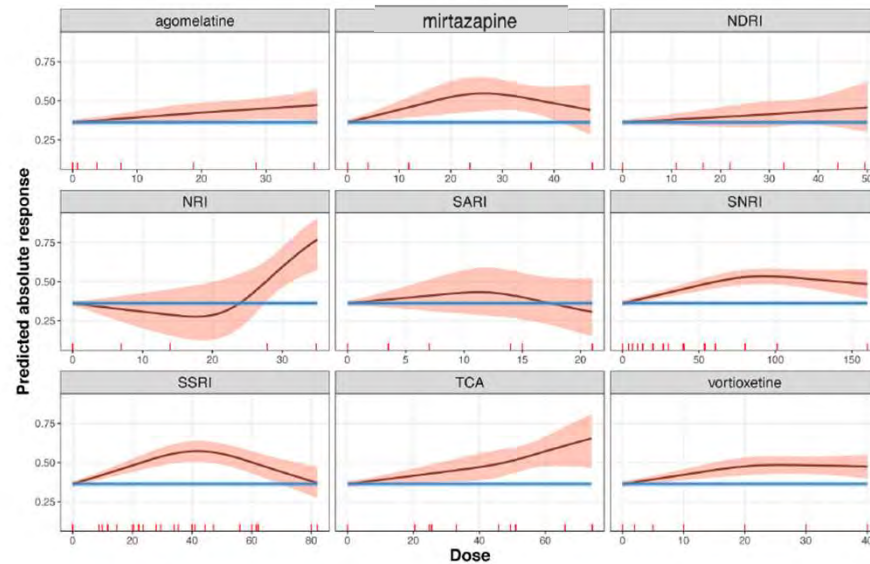 agomelatine mirtazapine NDRI
0.75
0.50
0.25
0 10 20 30 0 20 40 0 10 20 30 40 50
NRI SARI SNRI
0.75
0.50
0.25
0 10 20 30 0 5 10 15 20 0 50 100 150
SSRI TCA vortioxetine
0.75
0.50
0.25
0 20 40 60 80 0 20 40 60 0 10 20 30 40
Predicted absolute response
Dose